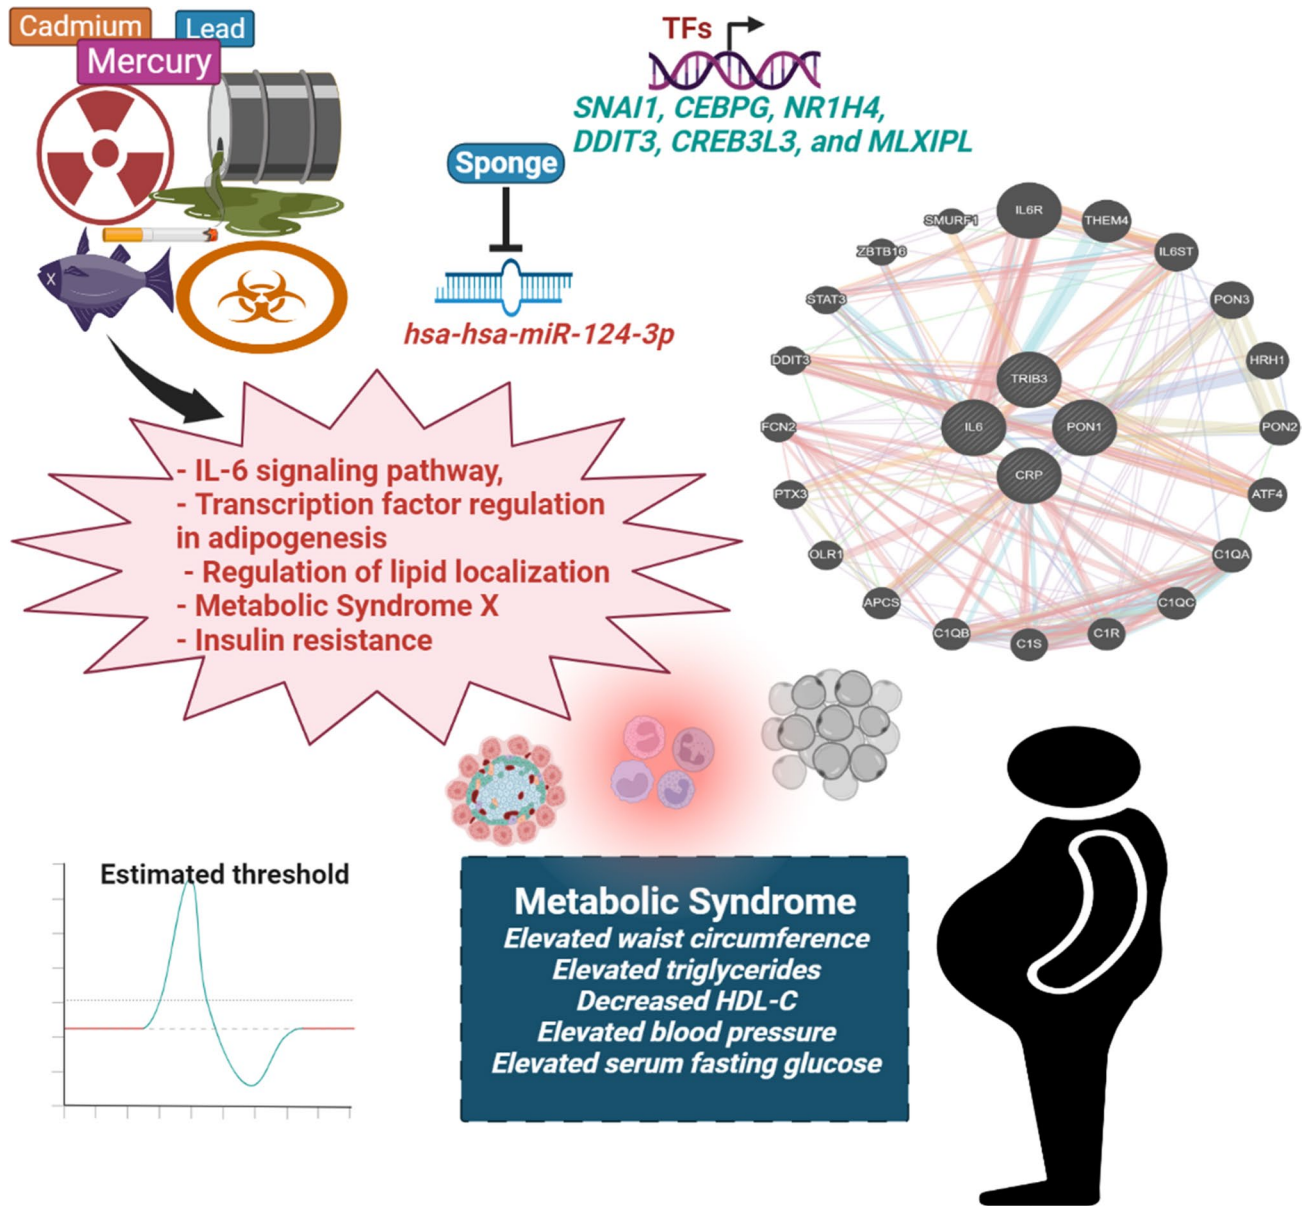 Cadmium
Lead
Mercury
TFs
SNAI1, CEBPG, NR1H4,
DDIT3, CREB3L3, and MLXIPL
Sponge
hsa-hsa-miR-124-3p
X
- IL-6 signaling pathway,
- Transcription factor regulation
in adipogenesis
- Regulation of lipid localization
- Metabolic Syndrome X
- Insulin resistance
IL6R
THEM4
SMURF1
IL6ST
ZBTB16
STAT3
PON3
DDIT3
HRH1
TRIB3
FCN2
IL6
PON1
PON2
CRP
PTX3
ATF4
OLR1
C1QA
APCS
C1QC
C1QB
C1R
C1S
Estimated threshold
Metabolic Syndrome
Elevated waist circumference
Elevated triglycerides
Decreased HDL-C
Elevated blood pressure
Elevated serum fasting glucose